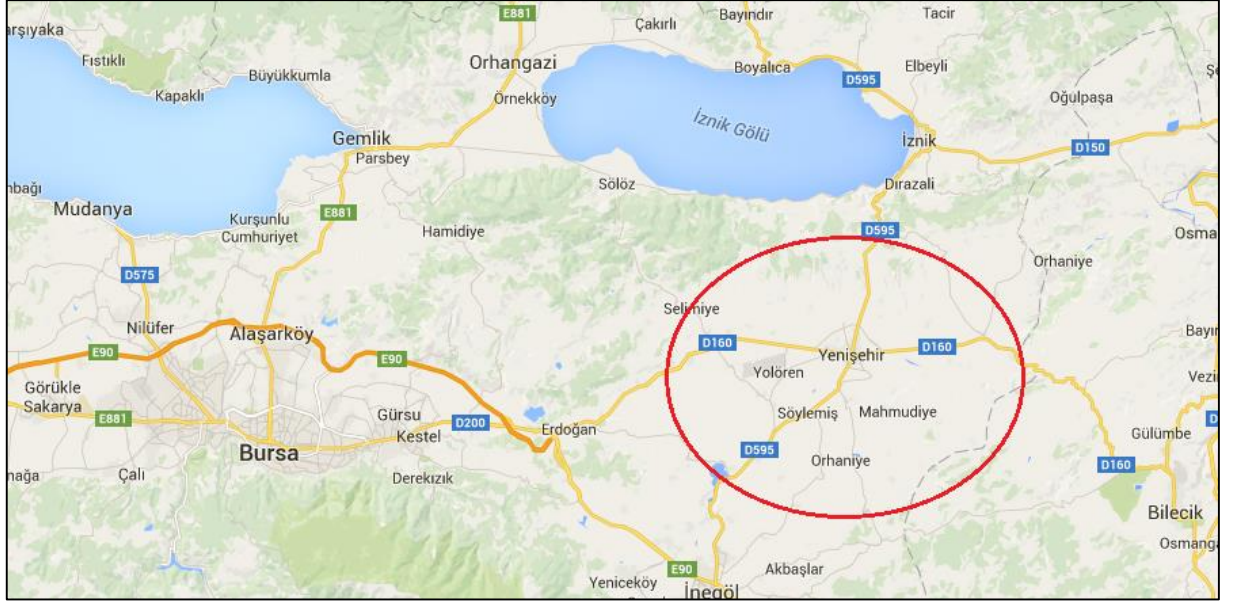 E881
Bayındır
Tacir
Çakırlı
arşıyaka
Fıstıklı
Orhangazi
Boyalıca
Elbeyli
Büyükkumla
D595
Kapaklı
Örnekköy
Oğulpaşa
İznik Gölü
Gemlik
İznik
D150
Parsbey
Sölöz
Dırazali
nbağı
Mudanya
Kurşunlu
Cumhuriyet
E881
Hamidiye
D595
Osma
Orhaniye
D575
Selimiye
Nilüfer
Alaşarköy
Bayır
D160
D160
E90
E90
Yenişehir
Yolören
Vezi
Görükle
Sakarya
Gürsu
Söylemiş
Mahmudiye
E881
D200
Erdoğan
Kestel
Gülümbe
Bursa
D595
Orhaniye
D160
nağa
Çalı
Derekızık
Bilecik
Osmang
E90
Akbaşlar
Yeniceköy
İnegöl